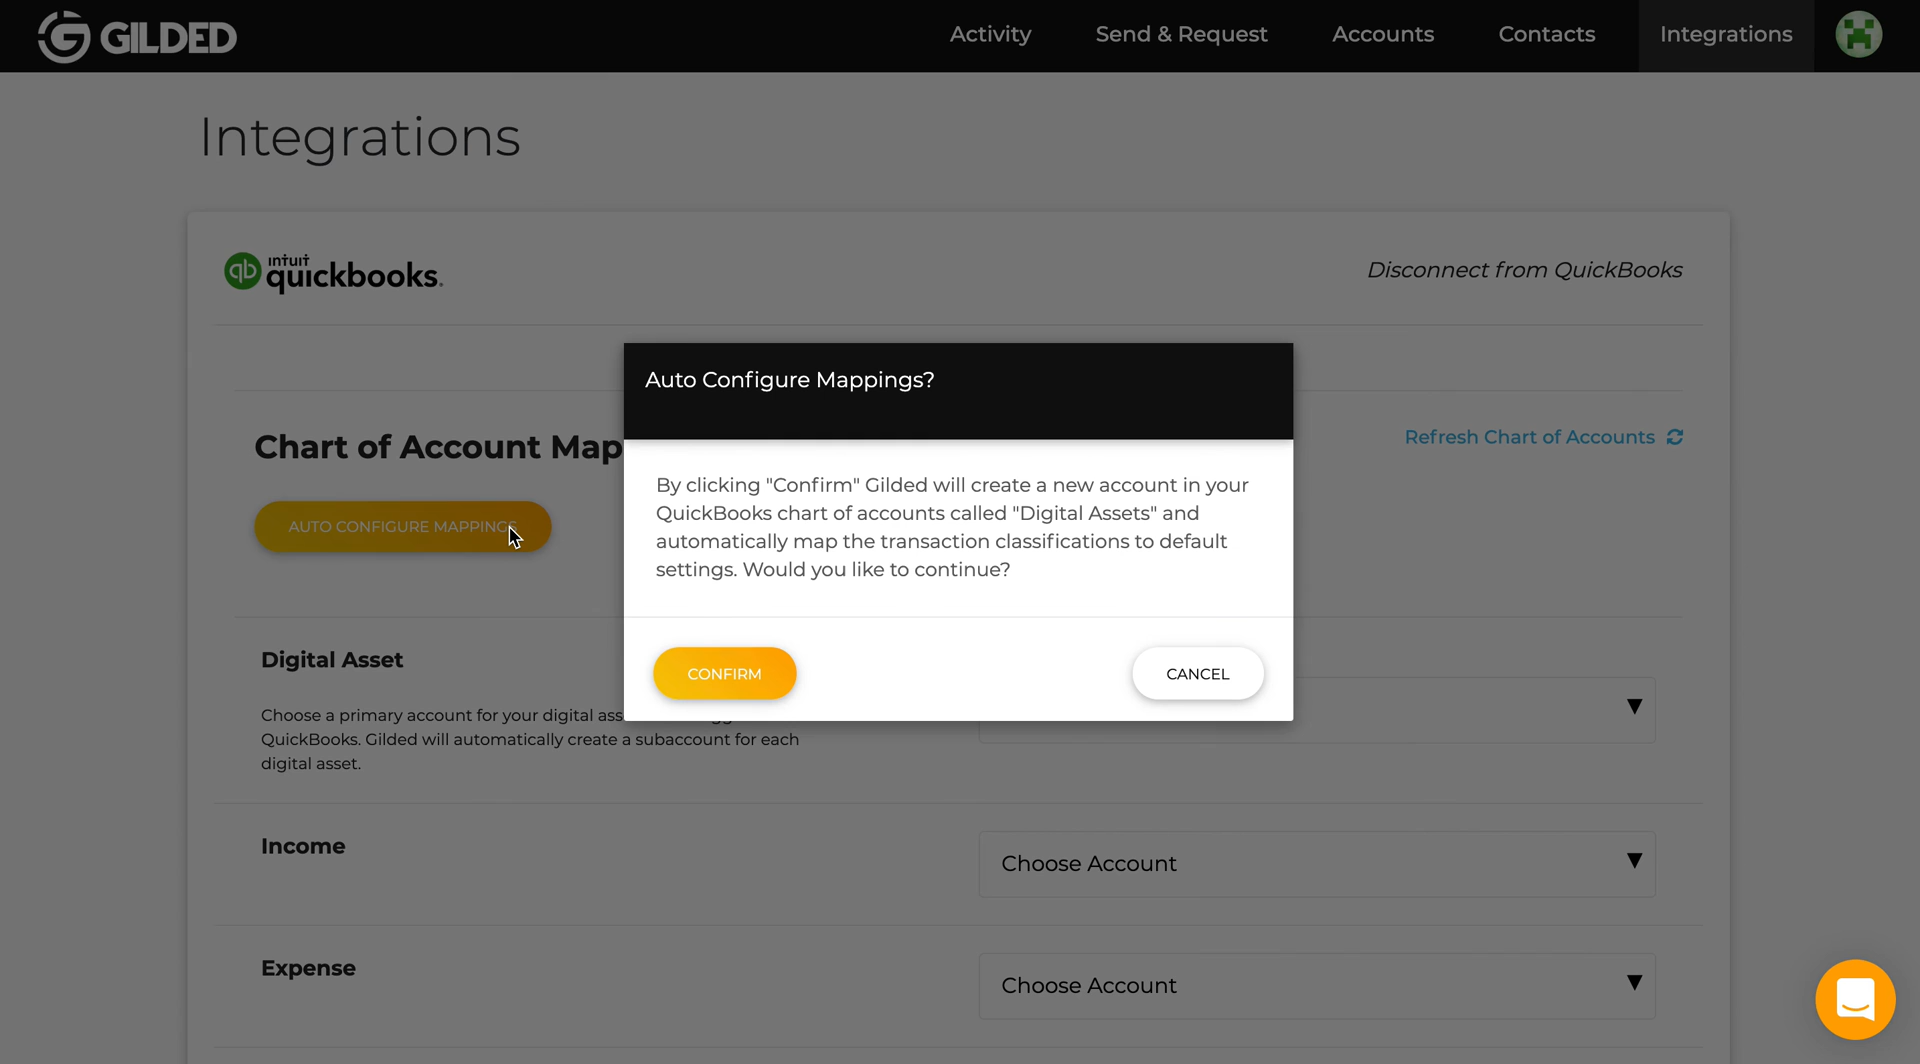 GILDED
Activity
Send & Request
Accounts
Contacts
Integrations
Integrations
intuit
quickbooks.
Disconnect from QuickBooks
Auto Configure Mappings?
Chart of Account Map
Refresh Chart of Accounts
By clicking "Confirm" Gilded will create a new account in your
QuickBooks chart of accounts called "Digital Assets" and
automatically map the transaction classifications to default
settings. Would you like to continue?
AUTO CONFIGURE MAPPINGS
CONFIRM
CANCEL
Digital Asset
Choose a primary account for your digital ass
QuickBooks. Gilded will automatically create a subaccount for each
digital asset.
Income
Choose Account
Expense
Choose Account